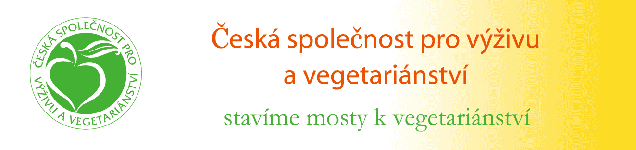 ČESKÁ SPOLEČNOST PRO
VÝŽIVU A VEGETARIÁNSTVÍ
Česká společnost pro výživu
a vegetariánství
stavíme mosty k vegetariánství